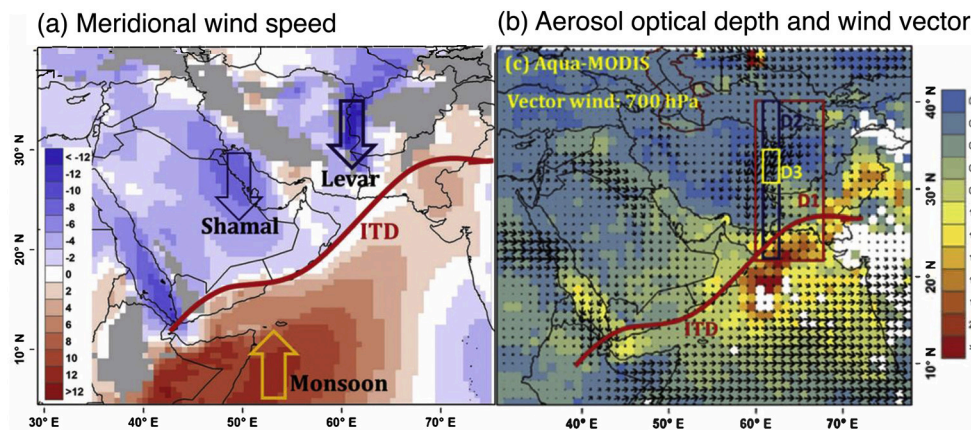 (a) Meridional wind speed
(b) Aerosol optical depth and wind vector
30° N
20° N
10° N
< -12
-12
-10
-8
-6
-4
-2
0
2
4
6
8
10
12
>12
Levar
Shamal
ITD
Monsoon
30° E
40° E
50° E
60° E
70° E
(c) Aqua-MODIS
Vector wind: 700 hPa
D2
D3
D1
ITD
40° N
30° N
20° N
10° N
40° E
50° E
60° E
70° E